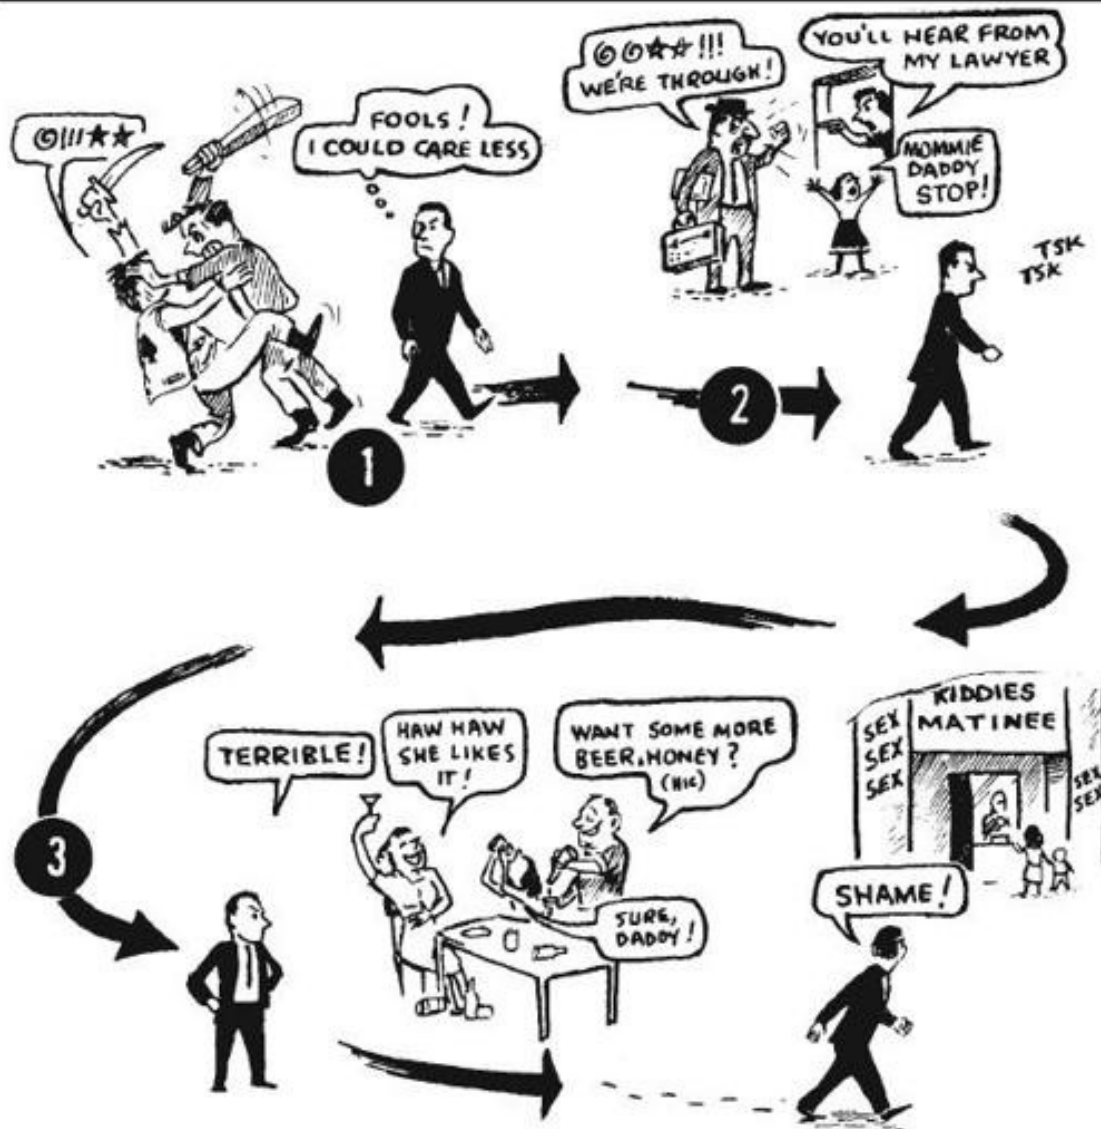 @!!!★★
FOOLS!
I COULD CARE LESS
1
@@★☆!!!
WE'RE THROUGH!
YOU'LL HEAR FROM
MY LAWYER
MOMMIE
DADDY
STOP!
TSK
TSK
2
3
TERRIBLE!
HAW HAW
SHE LIKES
IT!
WANT SOME MORE
BEER, HONEY?
(HIC)
SURE,
DADDY!
KIDDIES
MATINEE
SEX
SEX
SEX
SEX
SEX
SHAME!